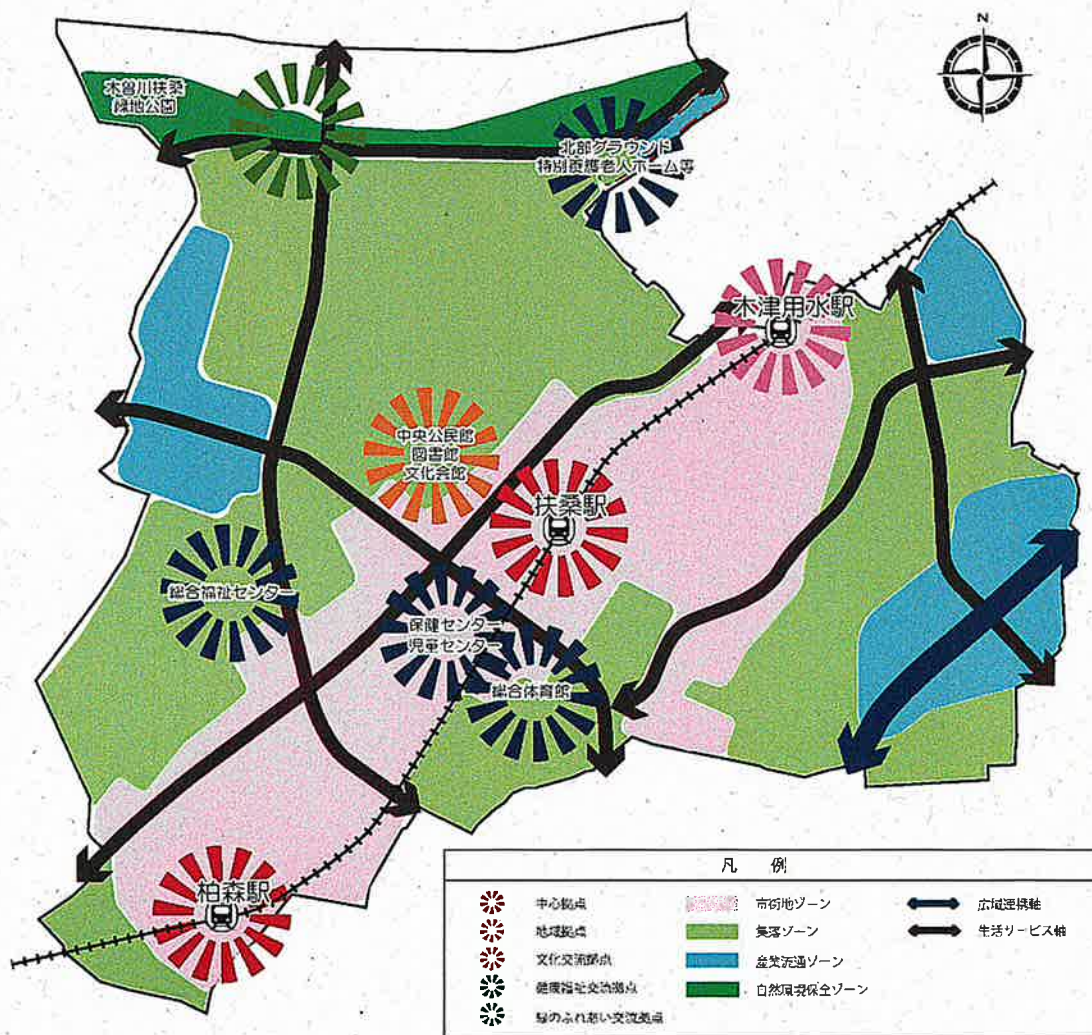 N
木曽川扶桑
緑地公園
北部グラウンド
特別養護老人ホーム等
木津用水駅
中央公民館
図書館
文化会館
扶桑駅
総合福祉センター
保健センター
児童センター
総合体育館
柏森駅
凡 例
中心拠点
地域拠点
文化交流拠点
健康福祉交流拠点
緑のふれあい交流拠点
市街地ゾーン
集落ゾーン
産業流通ゾーン
自然環境保全ゾーン
広域連携軸
生活サービス軸